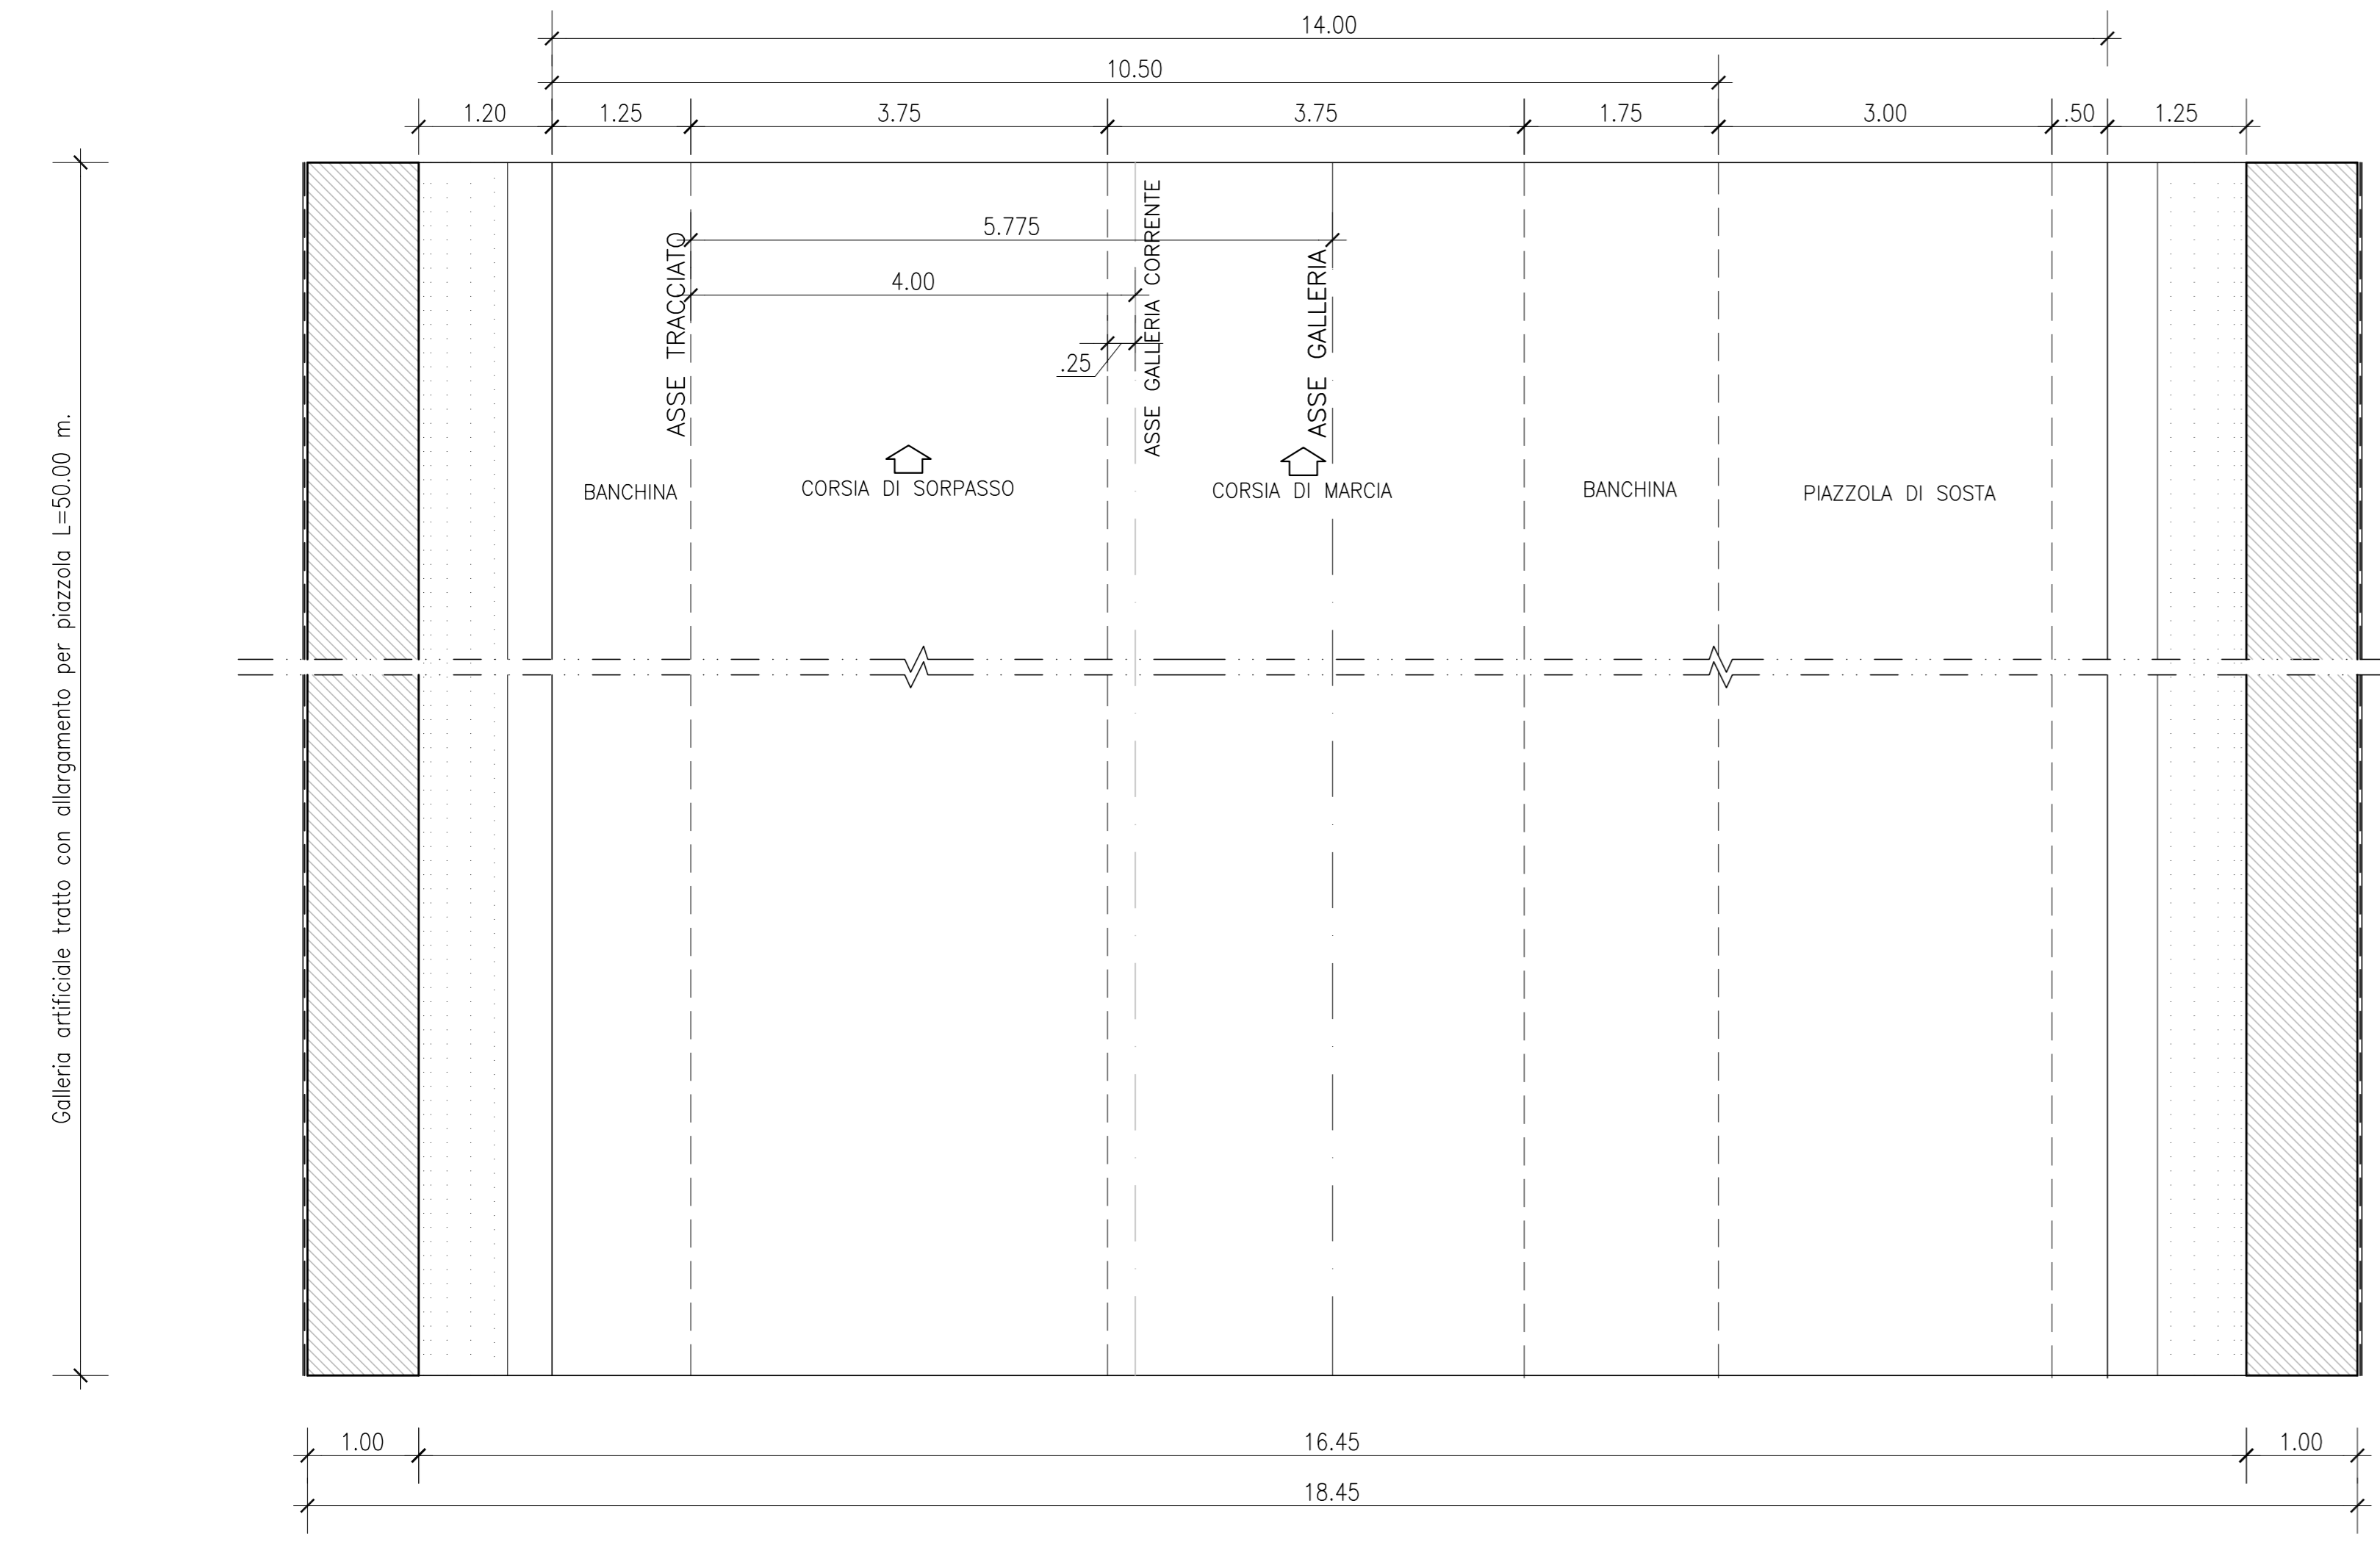 14.00
10.50
1.20 1.25 3.75 3.75 1.75 3.00 .50 1.25
5.775
4.00
.25
ASSE TRACCIATO
ASSE GALLERIA CORRENTE
ASSE GALLERIA
BANCHINA
CORSIA DI SORPASSO
CORSIA DI MARCIA
BANCHINA
PIAZZOLA DI SOSTA
Galleria artificiale tratto con allargamento per piazzola L=50.00 m.
1.00 16.45 1.00
18.45